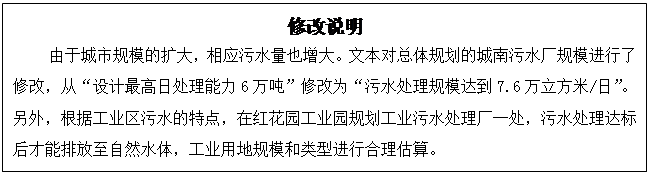 修改说明
由于城市规模的扩大，相应污水量也增大。文本对总体规划的城南污水厂规模进行了
修改，从“设计最高日处理能力 6 万吨”修改为“污水处理规模达到 7.6 万立方米/日”。
另外，根据工业区污水的特点，在红花园工业园规划工业污水处理厂一处，污水处理达标
后才能排放至自然水体，工业用地规模和类型进行合理估算。